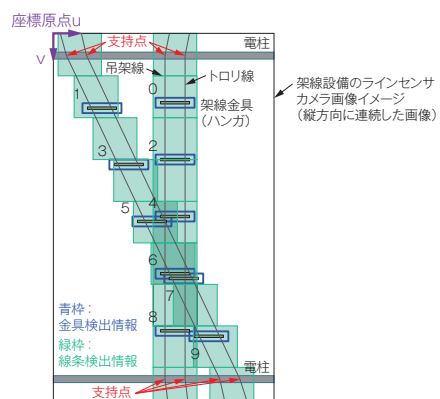 座標原点u
v
電柱
支持点
吊架線
トロリ線
架線金具
(ハンガ)
架線設備のラインセンサ
カメラ画像イメージ
(縦方向に連続した画像)
0
1
2
3
4
5
6
7
8
9
青枠:
金具検出情報
緑枠:
線条検出情報
電柱
支持点